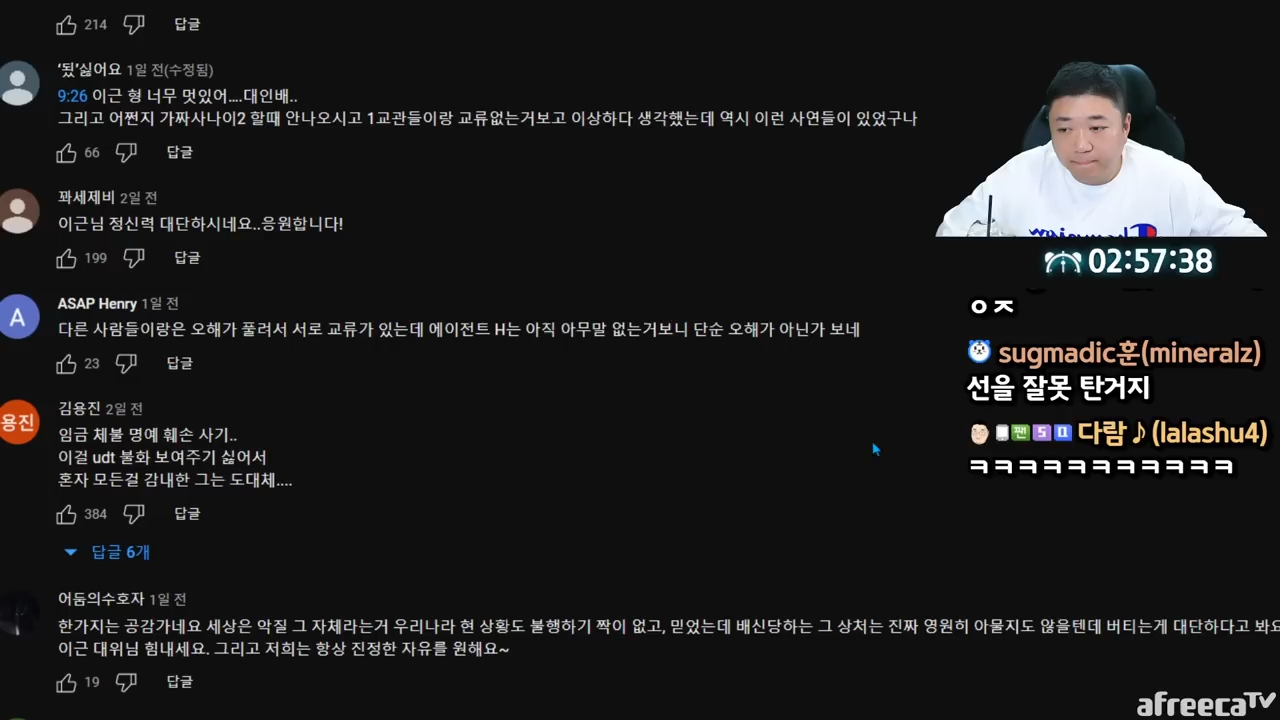 214 답글
‘됬’싫어요 1일 전(수정됨)
9:26 이근 형 너무 멋있어....대인배..
그리고 어쩐지 가짜사나이2 할때 안나오시고 1교관들이랑 교류없는거보고 이상하다 생각했는데 역시 이런 사연들이 있었구나
66 답글
꽈세제비 2일 전
이근님 정신력 대단하시네요..응원합니다!
199 답글
A
ASAP Henry 1일 전
다른 사람들이랑은 오해가 풀려서 서로 교류가 있는데 에이전트 H는 아직 아무말 없는거보니 단순 오해가 아닌가 보네
23 답글
용진
김용진 2일 전
임금 체불 명예 훼손 사기..
이걸 udt 불화 보여주기 싫어서
혼자 모든걸 감내한 그는 도대체....
384 답글
답글 6개
어둠의수호자 1일 전
한가지는 공감가네요 세상은 악질 그 자체라는거 우리나라 현 상황도 불행하기 짝이 없고, 믿었는데 배신당하는 그 상처는 진짜 영원히 아물지도 않을텐데 버티는게 대단하다고 봐요
이근 대위님 힘내세요. 그리고 저희는 항상 진정한 자유를 원해요~
19 답글
02:57:38
ㅇㅈ
sugmadic훈(mineralz)
선을 잘못 탄거지
팬 5 다람♪(lalashu4)
ㅋㅋㅋㅋㅋㅋㅋㅋㅋㅋㅋ
afreecaTV